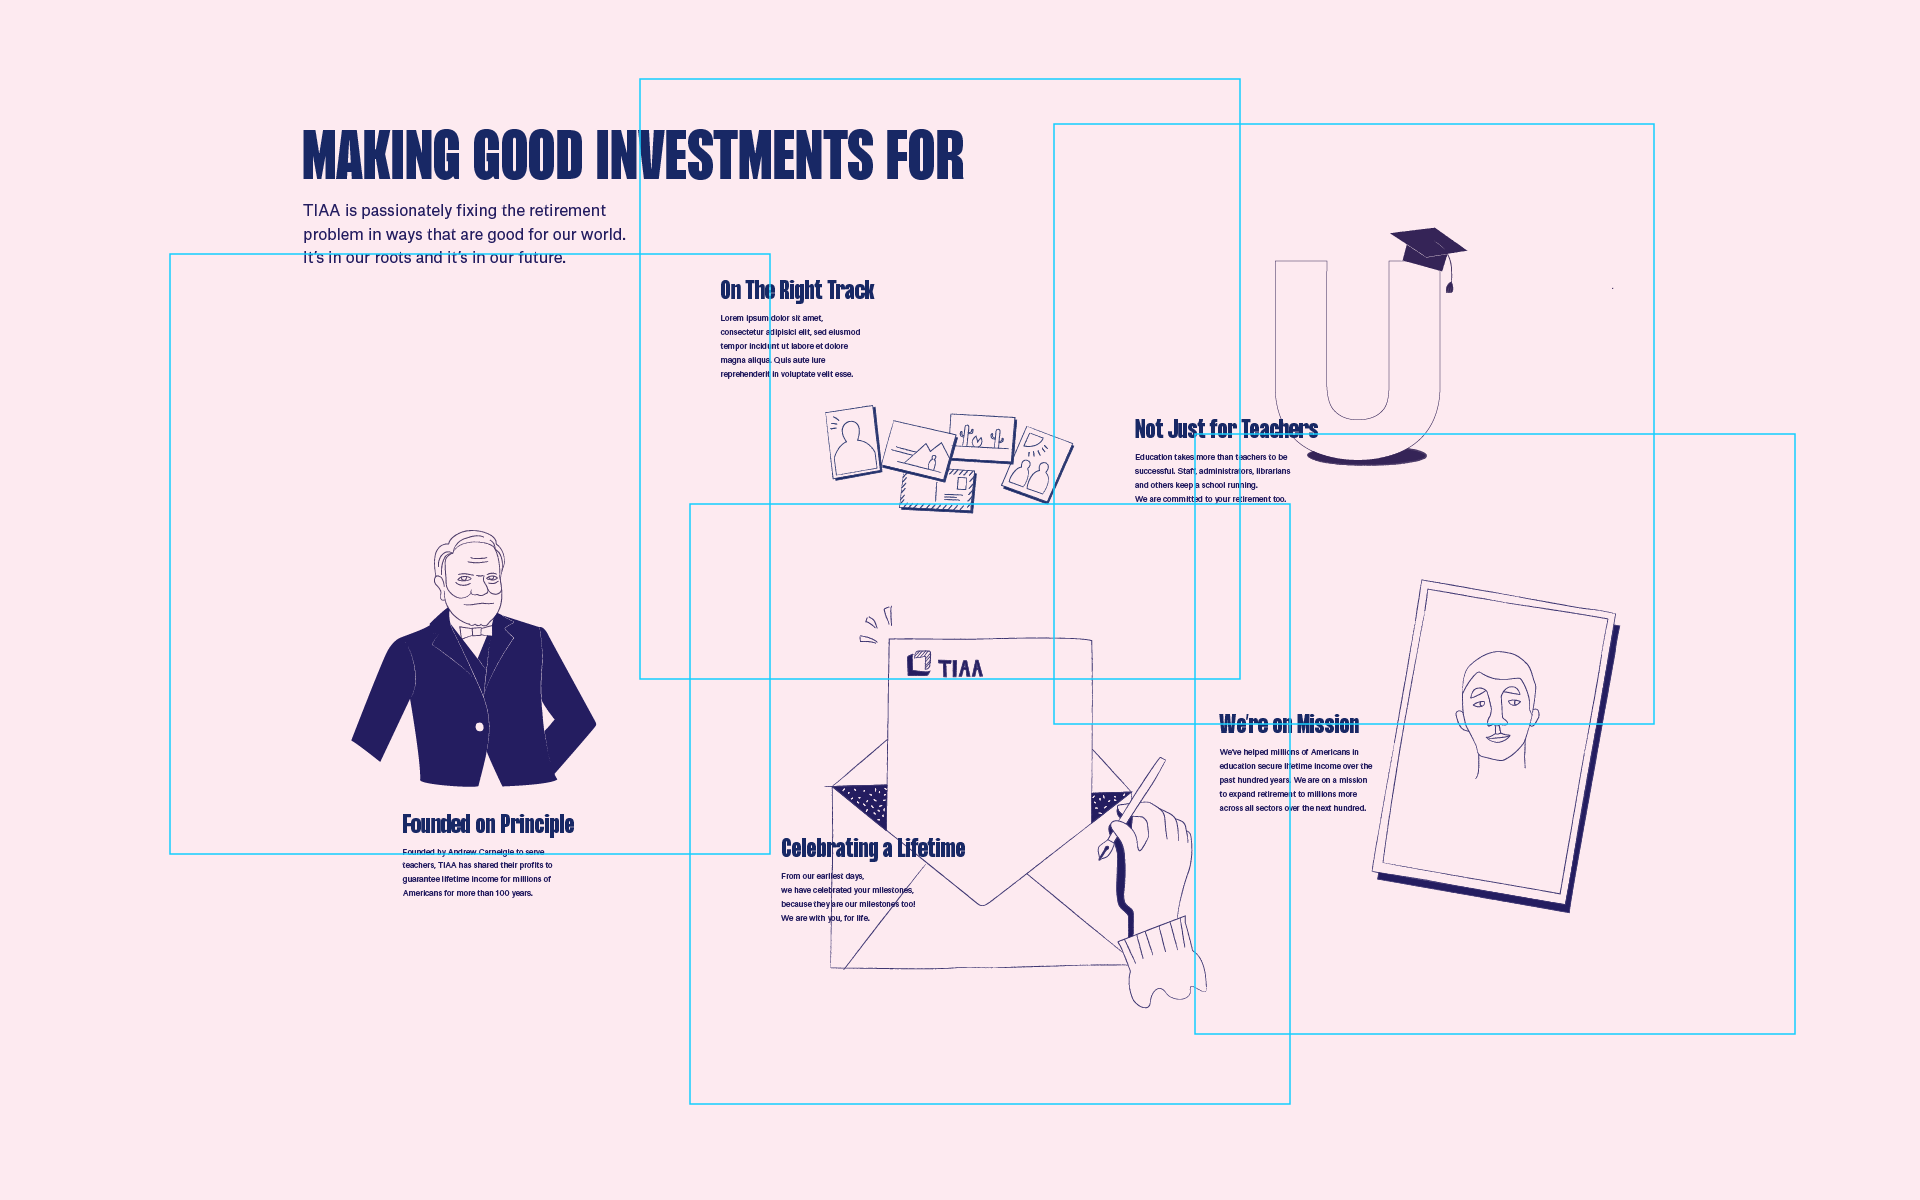 MAKING GOOD INVESTMENTS FOR
TIAA is passionately fixing the retirement
problem in ways that are good for our world.
It's in our roots and it's in our future.
On The Right Track
Lorem ipsum dolor sit amet,
consectetur adipisici elit, sed eiusmod
tempor incidunt ut labore et dolore
magna aliqua. Quis aute iure
reprehenderit in voluptate velit esse.
Not Just for Teachers
Education takes more than teachers to be
successful. Staff, administrators, librarians
and others keep a school running.
We are committed to your retirement too.
TIAA
We're on Mission
We've helped millions of Americans in
education secure lifetime income over the
past hundred years. We are on a mission
to expand retirement to millions more
across all sectors over the next hundred.
Founded on Principle
Founded by Andrew Carneigie to serve
teachers, TIAA has shared their profits to
guarantee lifetime income for millions of
Americans for more than 100 years.
Celebrating a Lifetime
From our earliest days,
we have celebrated your milestones,
because they are our milestones too!
We are with you, for life.